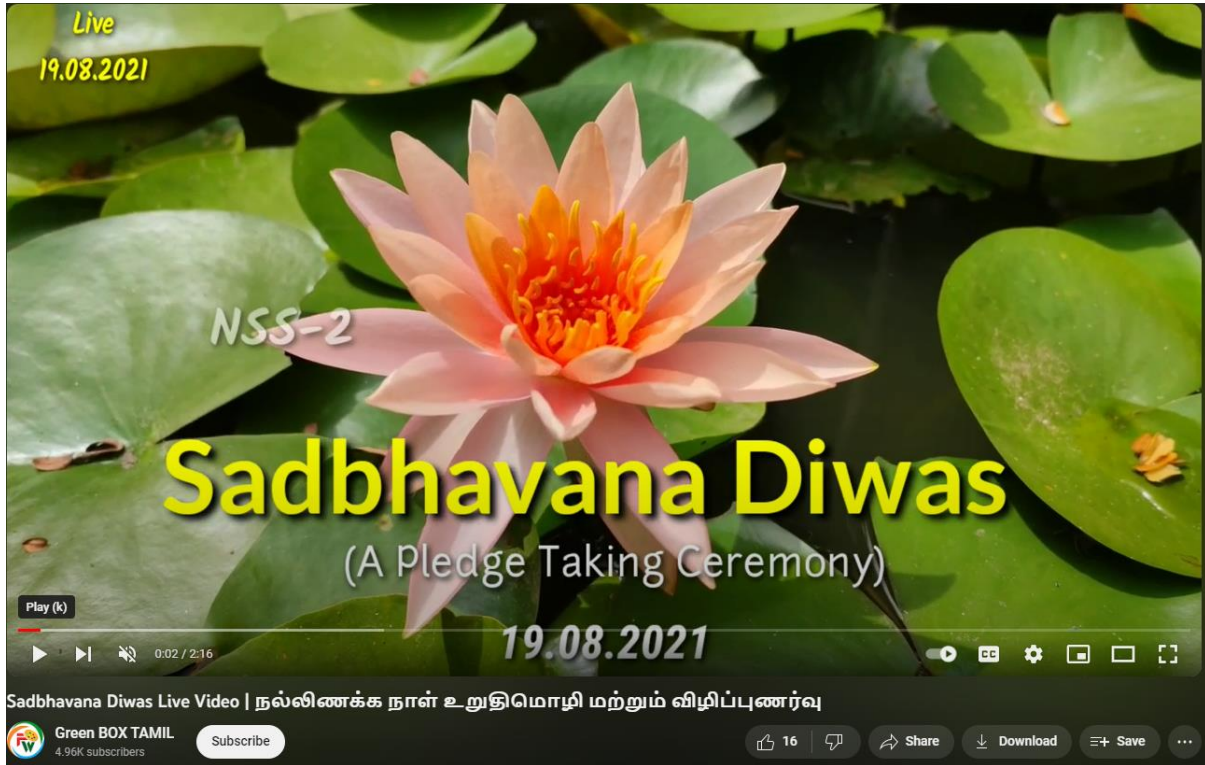 Live
19.08.2021
NSS-2
Sadbhavana Diwas
(A Pledge Taking Ceremony)
19.08.2021
Play (k)
0:02 / 2:16
CC
Sadbhavana Diwas Live Video | நல்லிணக்க நாள் உறுதிமொழி மற்றும் விழிப்புணர்வு
Green BOX TAMIL
4.96K subscribers
Subscribe
16
Share
Download
Save